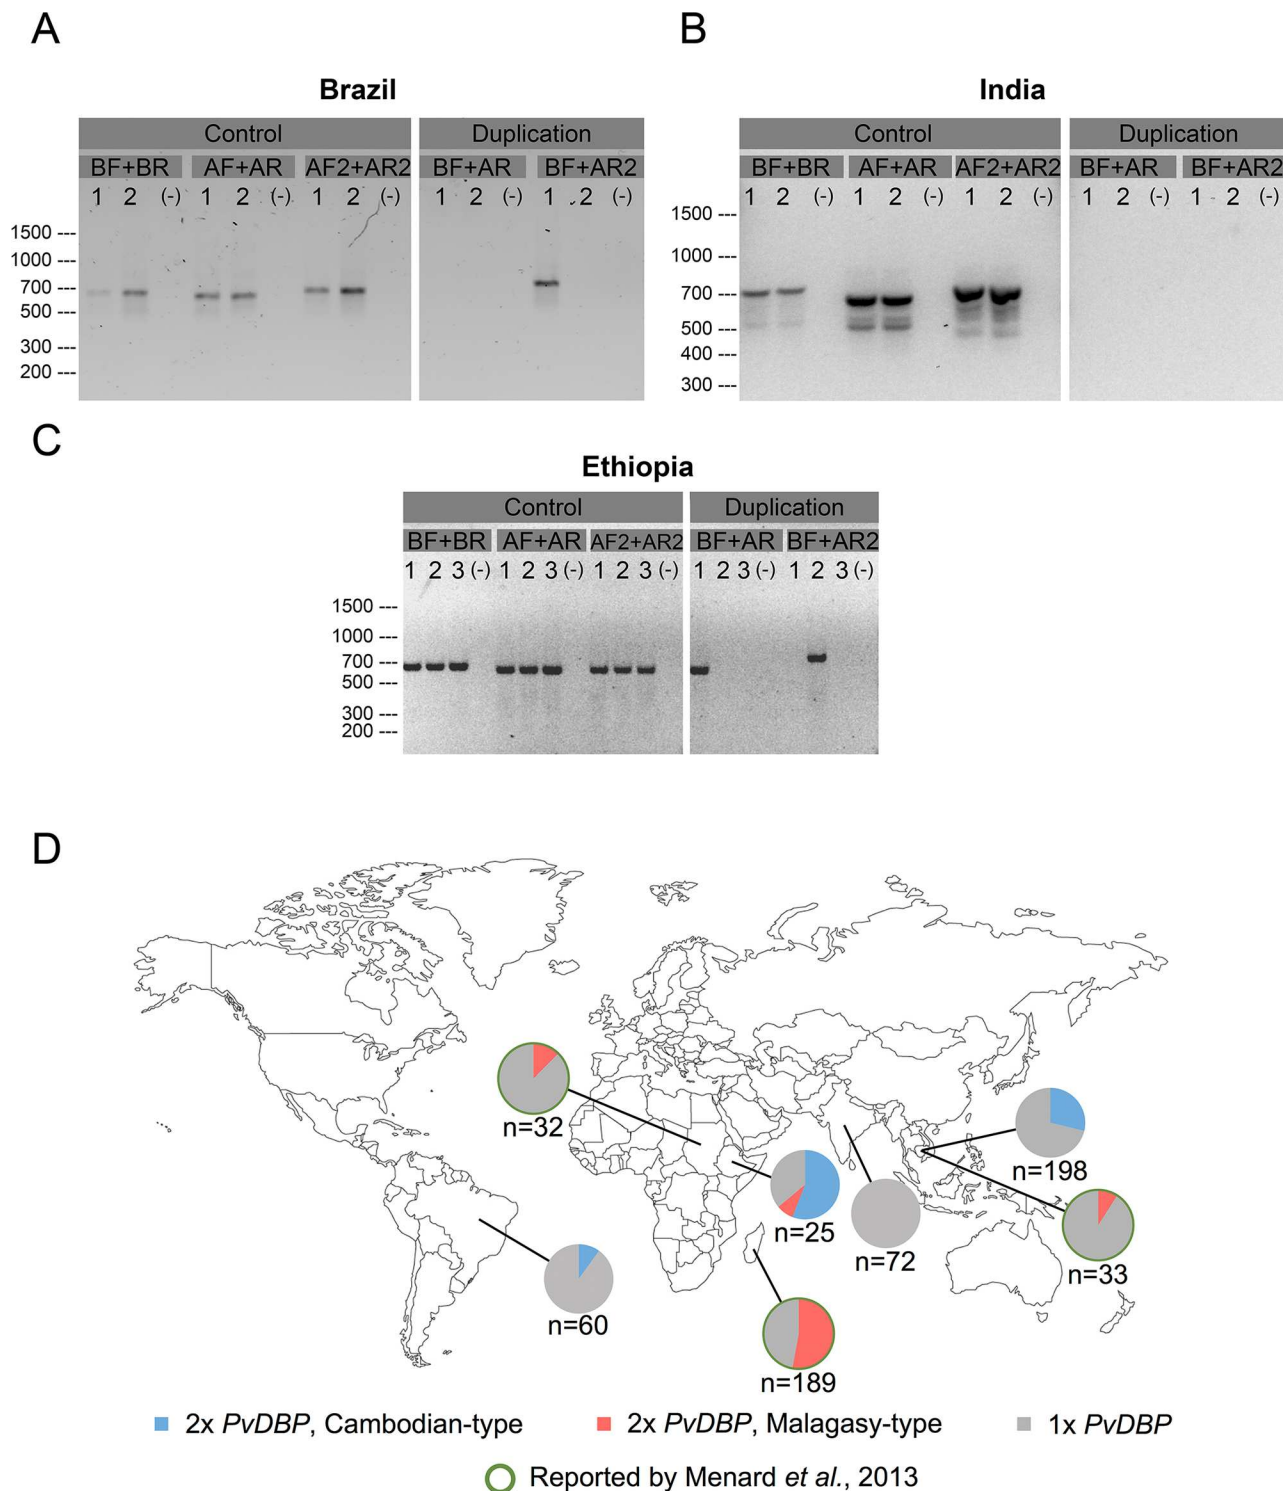 A
Brazil
Control Duplication
BF+BR AF+AR AF2+AR2 BF+AR BF+AR2
1 2 (-) 1 2 (-) 1 2 (-) 1 2 (-) 1 2 (-)
1500 ---
1000 ---
700 ---
500 ---
300 ---
200 ---
B
India
Control Duplication
BF+BR AF+AR AF2+AR2 BF+AR BF+AR2
1 2 (-) 1 2 (-) 1 2 (-) 1 2 (-) 1 2 (-)
1500 ---
1000 ---
700 ---
500 ---
400 ---
300 ---
C
Ethiopia
Control Duplication
BF+BR AF+AR AF2+AR2 BF+AR BF+AR2
1 2 3 (-) 1 2 3 (-) 1 2 3 (-) 1 2 3 (-) 1 2 3 (-)
1500 ---
1000 ---
700 ---
500 ---
300 ---
200 ---
D
n=32
n=198
n=25
n=72
n=33
n=60
n=189
2x PvDBP, Cambodian-type 2x PvDBP, Malagasy-type 1x PvDBP
Reported by Menard et al., 2013